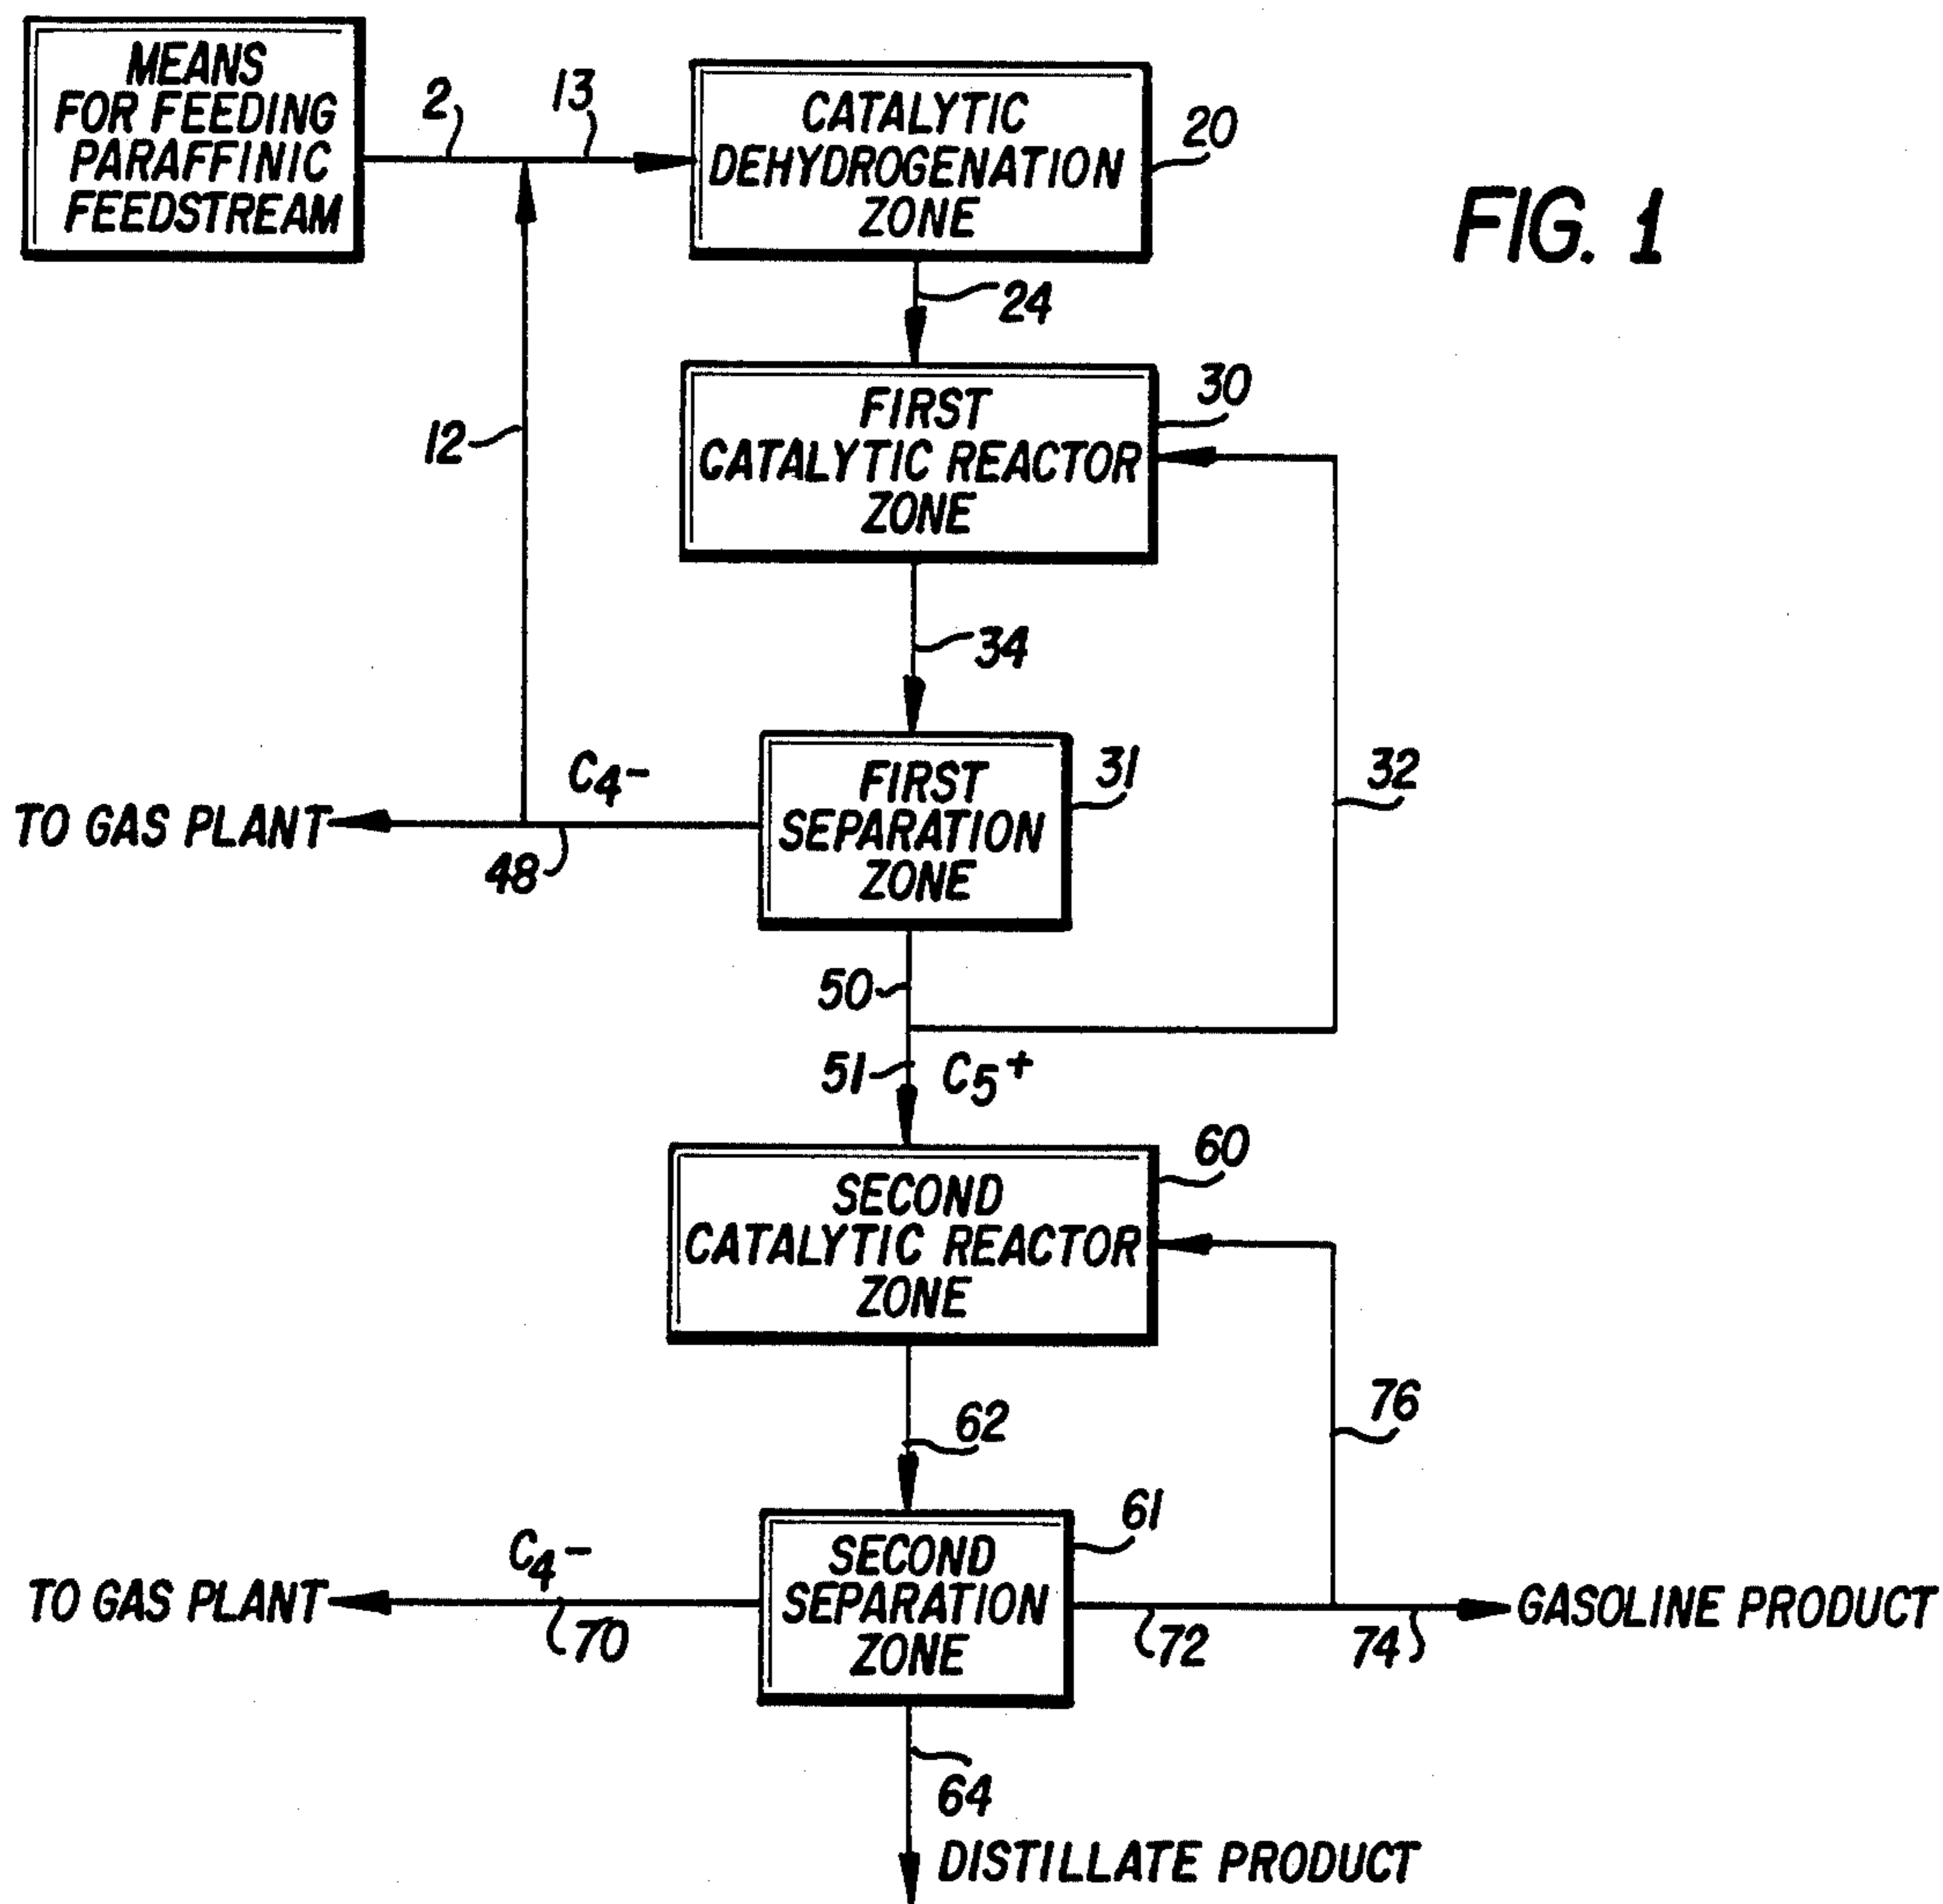 MEANS
FOR FEEDING
PARAFFINIC
FEEDSTREAM
2
13
CATALYTIC
DEHYDROGENATION
ZONE
20
FIG. 1
24
FIRST
CATALYTIC REACTOR
ZONE
30
12
34
32
C4-
FIRST
SEPARATION
ZONE
31
TO GAS PLANT
48
50
51
C5+
SECOND
CATALYTIC REACTOR
ZONE
60
62
76
C4-
SECOND
SEPARATION
ZONE
61
TO GAS PLANT
70
72
74
GASOLINE PRODUCT
64
DISTILLATE PRODUCT